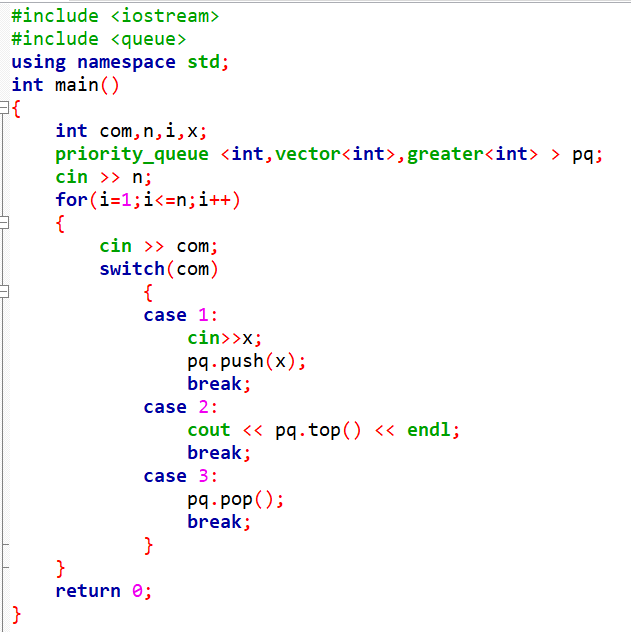 #include <iostream>
#include <queue>
using namespace std;
int main()
{
    int com,n,i,x;
    priority_queue <int,vector<int>,greater<int> > pq;
    cin >> n;
    for(i=1;i<=n;i++)
    {
        cin >> com;
        switch(com)
            {
            case 1:
                cin>>x;
                pq.push(x);
                break;
            case 2:
                cout << pq.top() << endl;
                break;
            case 3:
                pq.pop();
                break;
            }
    }
    return 0;
}